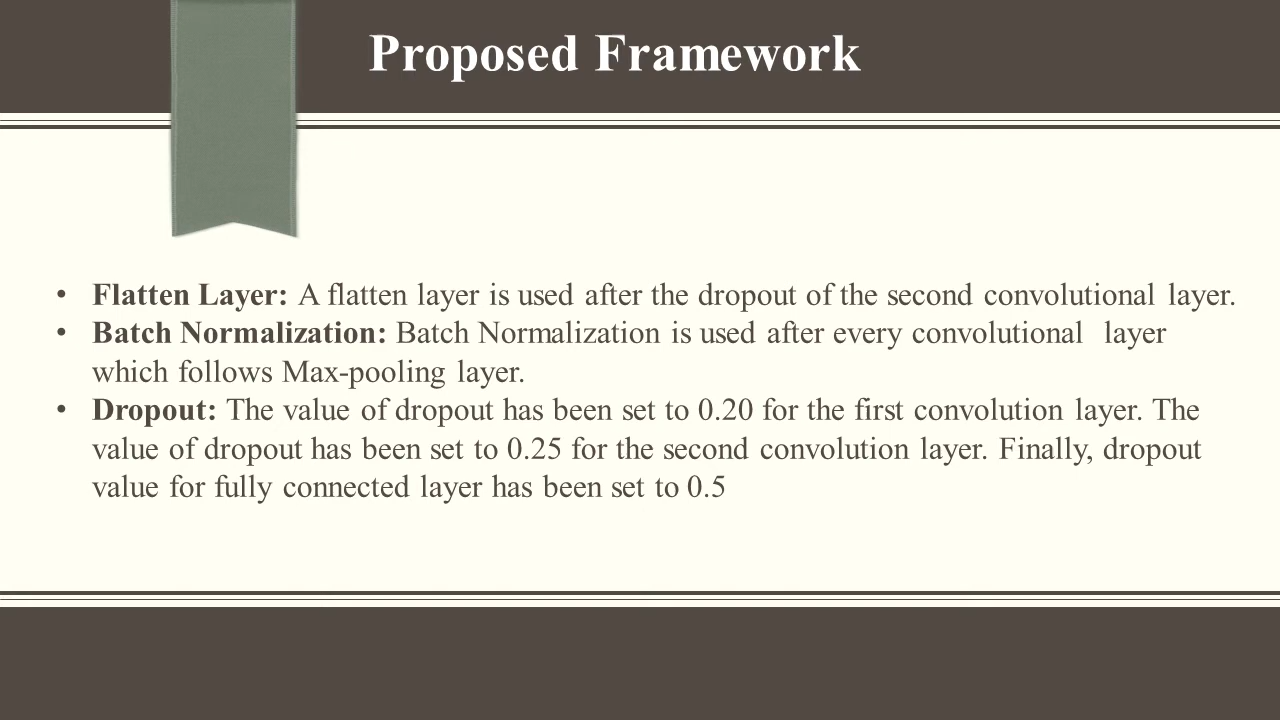 Proposed Framework
• Flatten Layer: A flatten layer is used after the dropout of the second convolutional layer.
• Batch Normalization: Batch Normalization is used after every convolutional  layer
which follows Max-pooling layer.
• Dropout: The value of dropout has been set to 0.20 for the first convolution layer. The
value of dropout has been set to 0.25 for the second convolution layer. Finally, dropout
value for fully connected layer has been set to 0.5